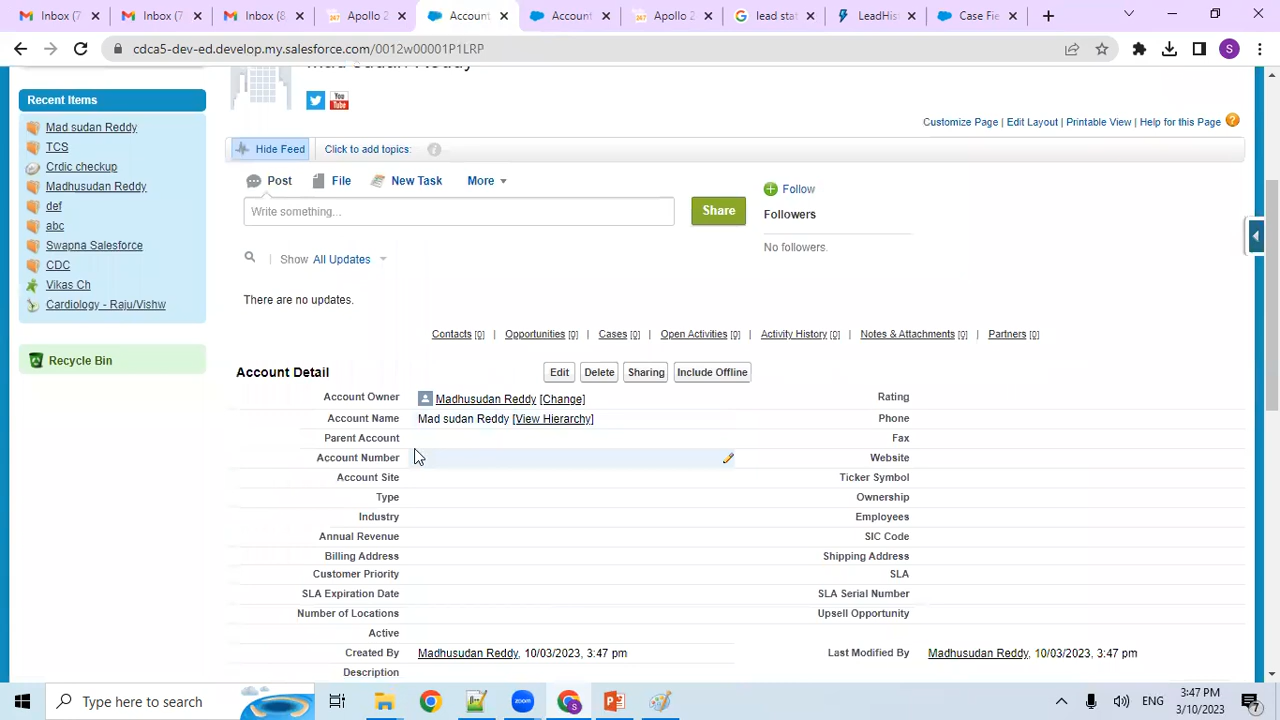 Inbox (7
Inbox (7
Inbox (8
Apollo 2
Account
Account
Apollo 2
lead sta
LeadHis
Case Fie
cdca5-dev-ed.develop.my.salesforce.com/0012w00001P1LRP
S
Mad sudan Reddy
Recent Items
Mad sudan Reddy
TCS
Crdic checkup
Madhusudan Reddy
def
abc
Swapna Salesforce
CDC
Vikas Ch
Cardiology - Raju/Vishw
Recycle Bin
You Tube
Customize Page | Edit Layout | Printable View | Help for this Page
Hide Feed Click to add topics:
Post File New Task More
Write something...
Share
Follow
Followers
No followers.
Show All Updates
There are no updates.
Contacts [0] | Opportunities [0] | Cases [0] | Open Activities [0] | Activity History [0] | Notes & Attachments [0] | Partners [0]
Account Detail Edit Delete Sharing Include Offline
Account Owner Madhusudan Reddy [Change] Rating
Account Name Mad sudan Reddy [View Hierarchy] Phone
Parent Account Fax
Account Number Website
Account Site Ticker Symbol
Type Ownership
Industry Employees
Annual Revenue SIC Code
Billing Address Shipping Address
Customer Priority SLA
SLA Expiration Date SLA Serial Number
Number of Locations Upsell Opportunity
Active
Created By Madhusudan Reddy, 10/03/2023, 3:47 pm Last Modified By Madhusudan Reddy, 10/03/2023, 3:47 pm
Description
Type here to search
zoom
ENG
3:47 PM
3/10/2023
7